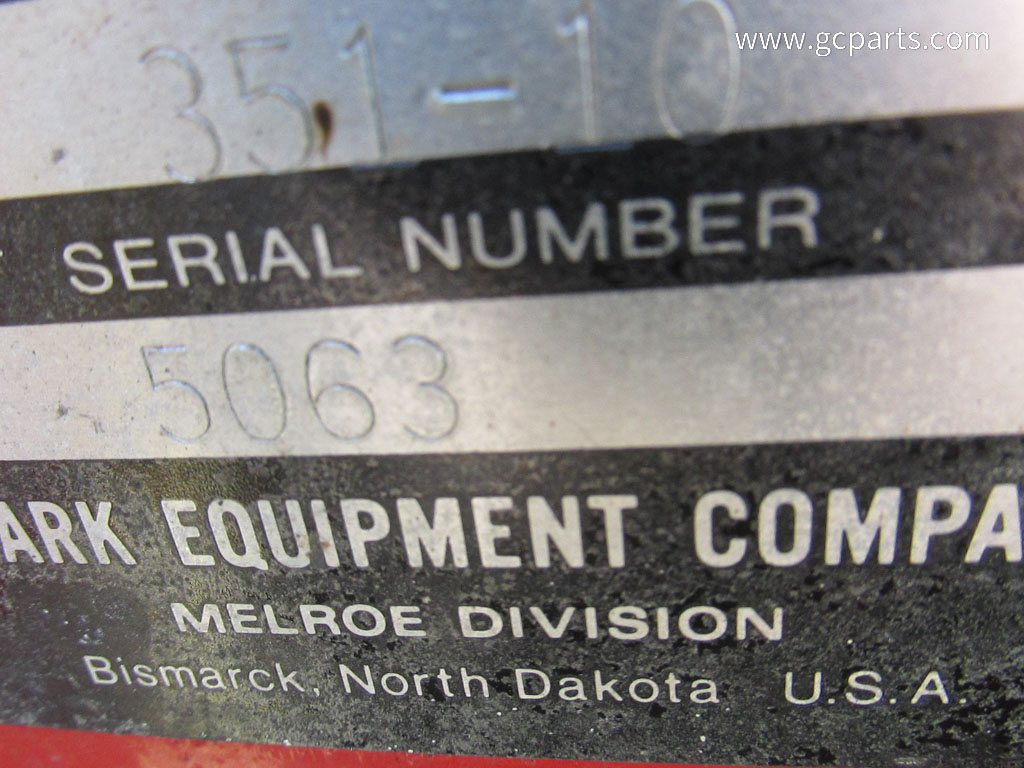 www.gcparts.com
351-10
SERIAL NUMBER
5063
ARK EQUIPMENT COMPA
MELROE DIVISION
Bismarck, North Dakota U.S.A.